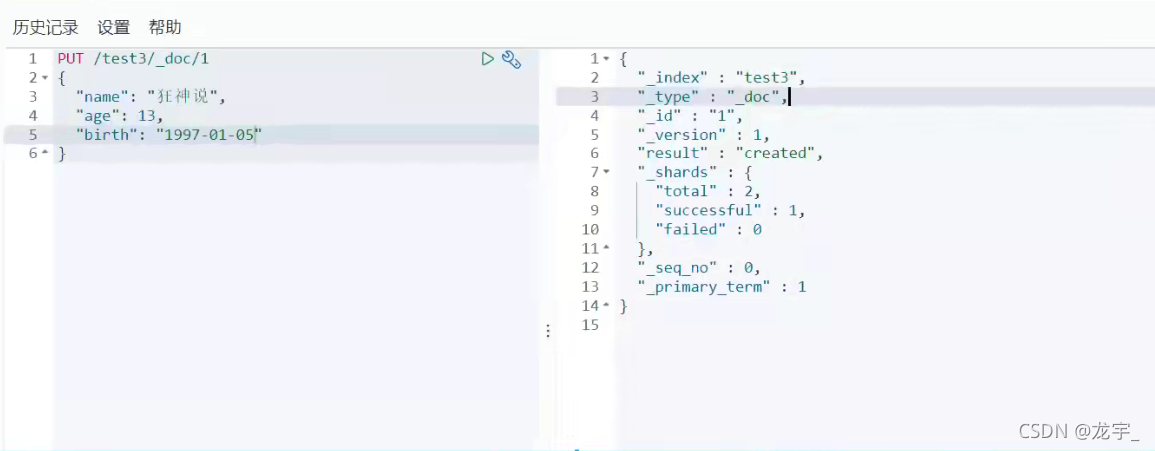 历史记录 设置 帮助
1 PUT /test3/_doc/1
2 {
3 "name": "狂神说",
4 "age": 13,
5 "birth": "1997-01-05"
6 }
1 {
2 "_index" : "test3",
3 "_type" : "_doc",
4 "_id" : "1",
5 "_version" : 1,
6 "result" : "created",
7 "_shards" : {
8 "total" : 2,
9 "successful" : 1,
10 "failed" : 0
11 },
12 "_seq_no" : 0,
13 "_primary_term" : 1
14 }
15
CSDN @龙宇_